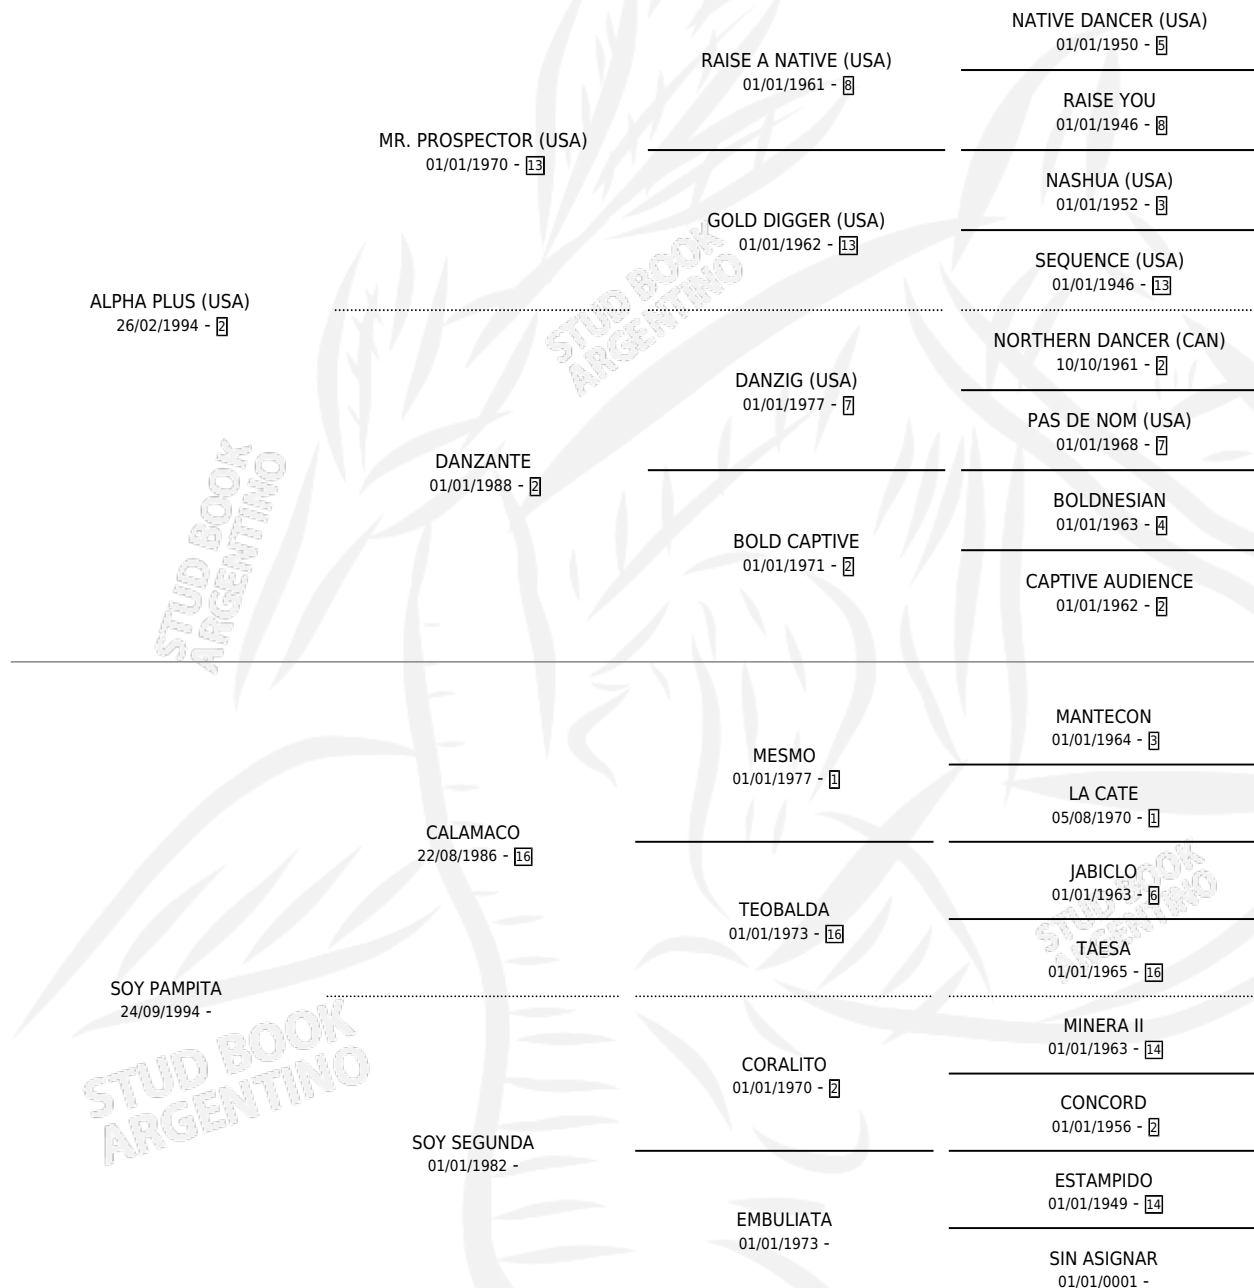 NATIVE DANCER (USA)
01/01/1950 - 5
RAISE A NATIVE (USA)
01/01/1961 - 8
RAISE YOU
01/01/1946 - 8
MR. PROSPECTOR (USA)
01/01/1970 - 13
NASHUA (USA)
01/01/1952 - 3
GOLD DIGGER (USA)
01/01/1962 - 13
SEQUENCE (USA)
01/01/1946 - 13
ALPHA PLUS (USA)
26/02/1994 - 2
NORTHERN DANCER (CAN)
10/10/1961 - 2
DANZIG (USA)
01/01/1977 - 7
PAS DE NOM (USA)
01/01/1968 - 7
DANZANTE
01/01/1988 - 2
BOLDNESIAN
01/01/1963 - 4
BOLD CAPTIVE
01/01/1971 - 2
CAPTIVE AUDIENCE
01/01/1962 - 2
MANTECON
01/01/1964 - 3
MESMO
01/01/1977 - 1
LA CATE
05/08/1970 - 1
CALAMACO
22/08/1986 - 16
JABICLO
01/01/1963 - 6
TEOBALDA
01/01/1973 - 16
TAESA
01/01/1965 - 16
SOY PAMPITA
24/09/1994 -
MINERA II
01/01/1963 - 14
CORALITO
01/01/1970 - 2
CONCORD
01/01/1956 - 2
SOY SEGUNDA
01/01/1982 -
ESTAMPIDO
01/01/1949 - 14
EMBULIATA
01/01/1973 -
SIN ASIGNAR
01/01/0001 -
STUD BOOK
ARGENTINO
STUD BOOK
ARGENTINO
STUD BOOK
ARGENTINO
STUD BOOK
ARGENTINO